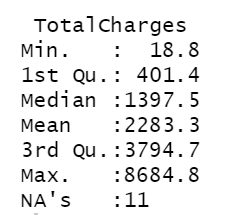 TotalCharges
Min.   :  18.8
1st Qu.: 401.4
Median :1397.5
Mean   :2283.3
3rd Qu.:3794.7
Max.   :8684.8
NA's   :11